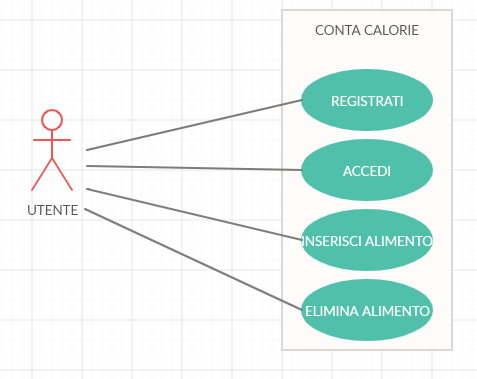 CONTA CALORIE
REGISTRATI
ACCEDI
UTENTE
INSERISCI ALIMENTO
ELIMINA ALIMENTO